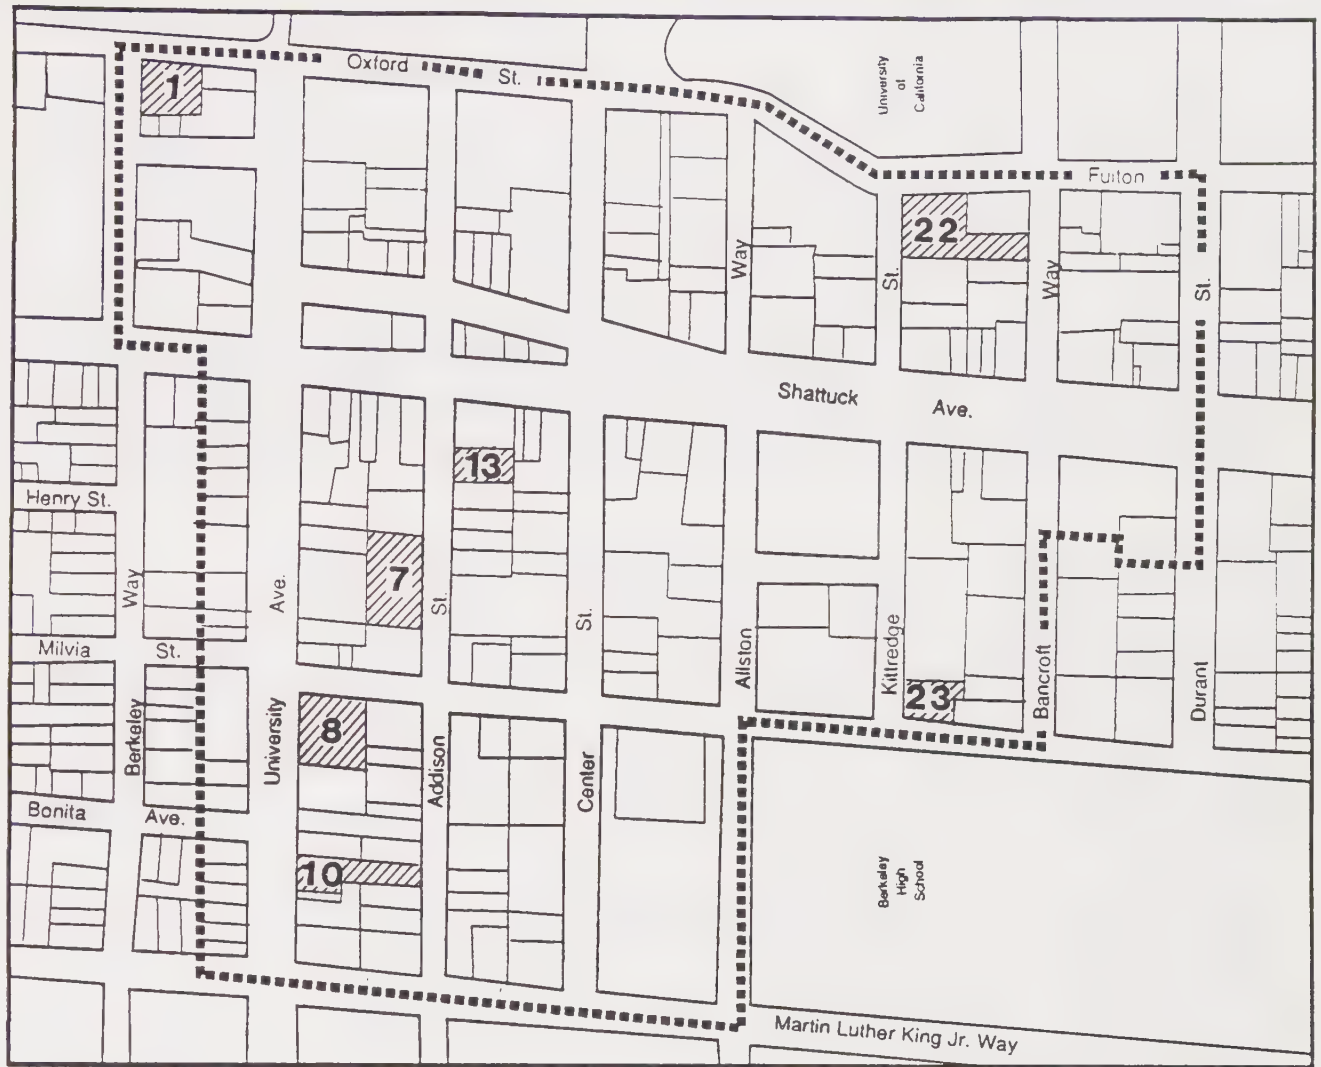 University
of
California
1
Oxford
St.
Fulton
22
Way
St.
Way
St.
Shattuck
Ave.
13
Henry St.
Way
Ave.
7
St.
St.
Milvia
St.
Allston
Kittredge
Bancroft
Durant
23
Berkeley
University
8
Addison
Center
Bonita
Ave.
10
Berkeley
High
School
Martin Luther King Jr. Way